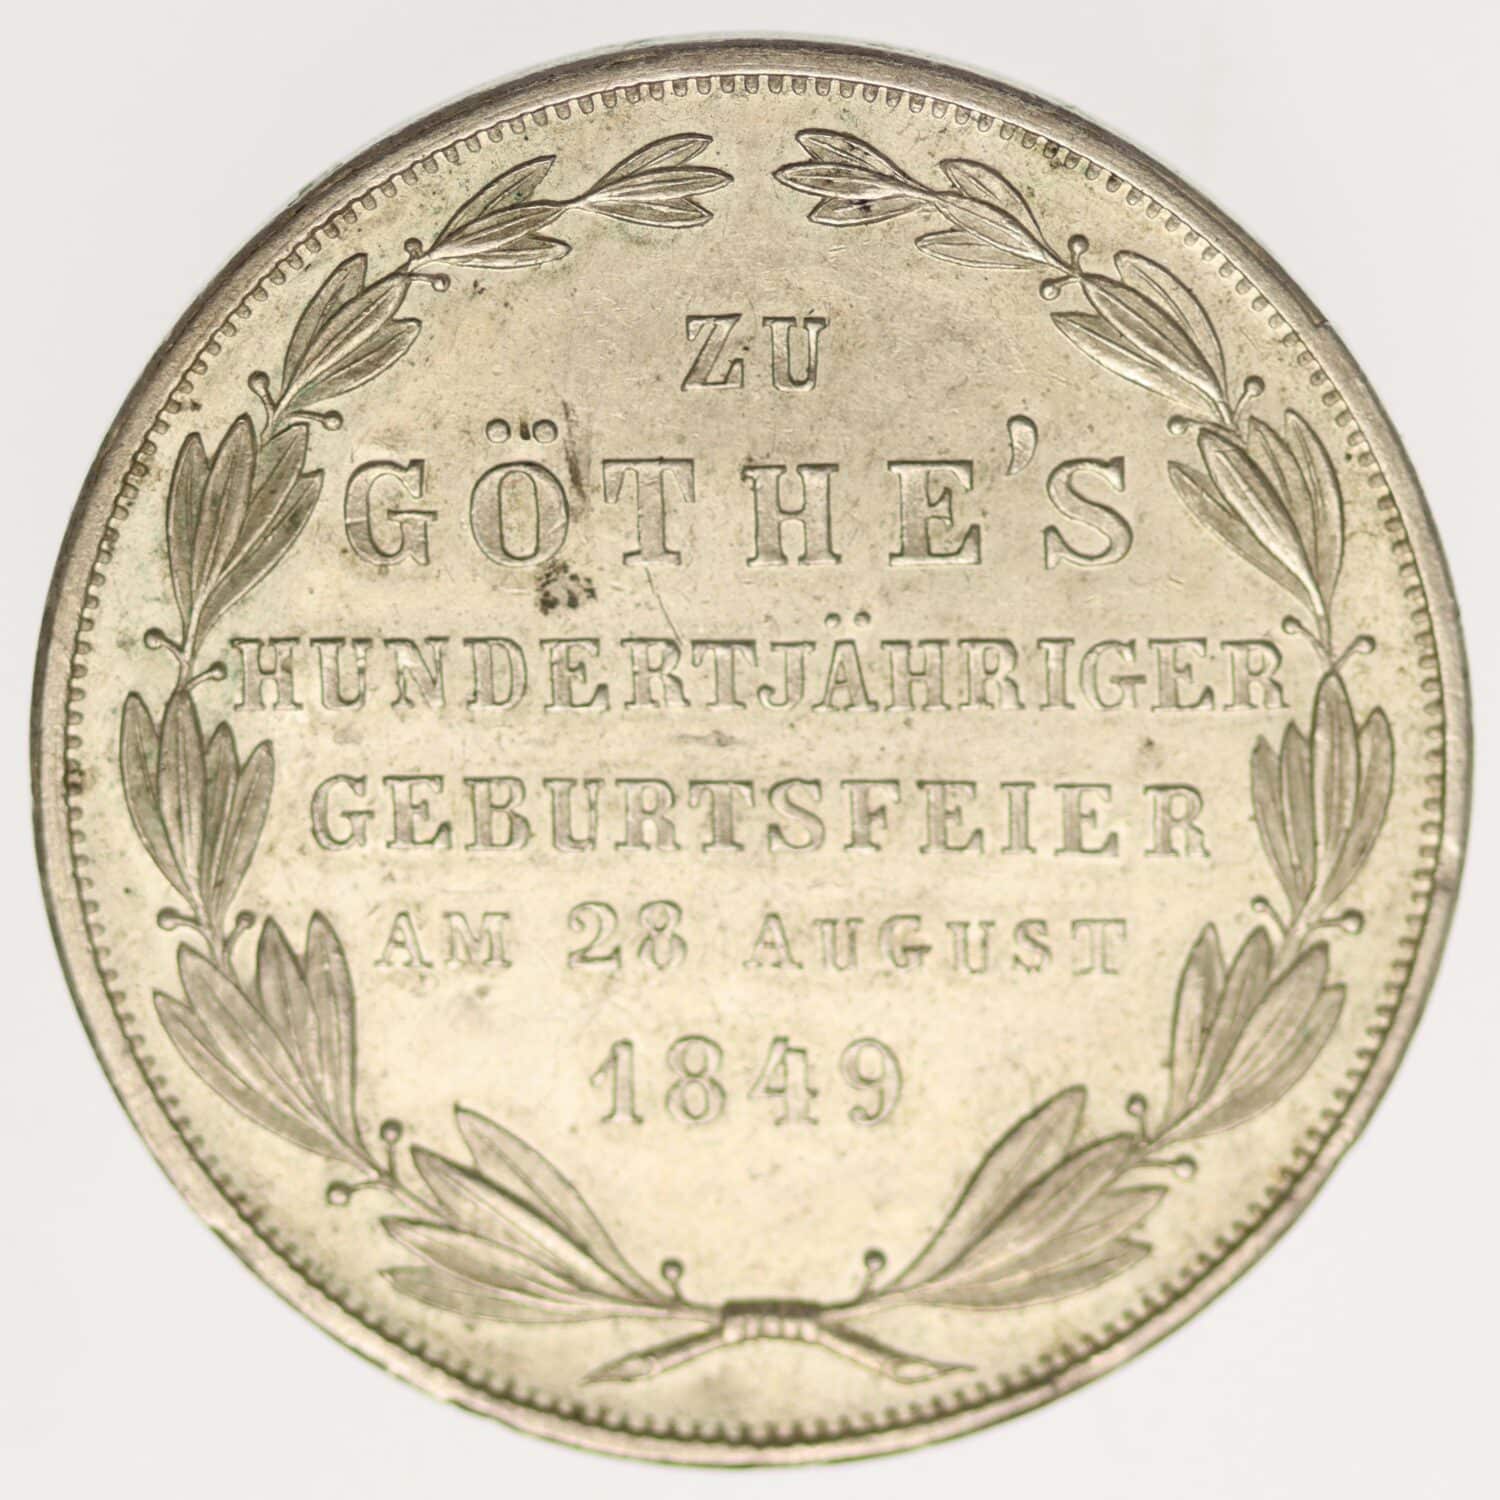 ZU
GÖTHE'S
HUNDERTJÄHRIGER
GEBURTSFEIER
AM 28 AUGUST
1849